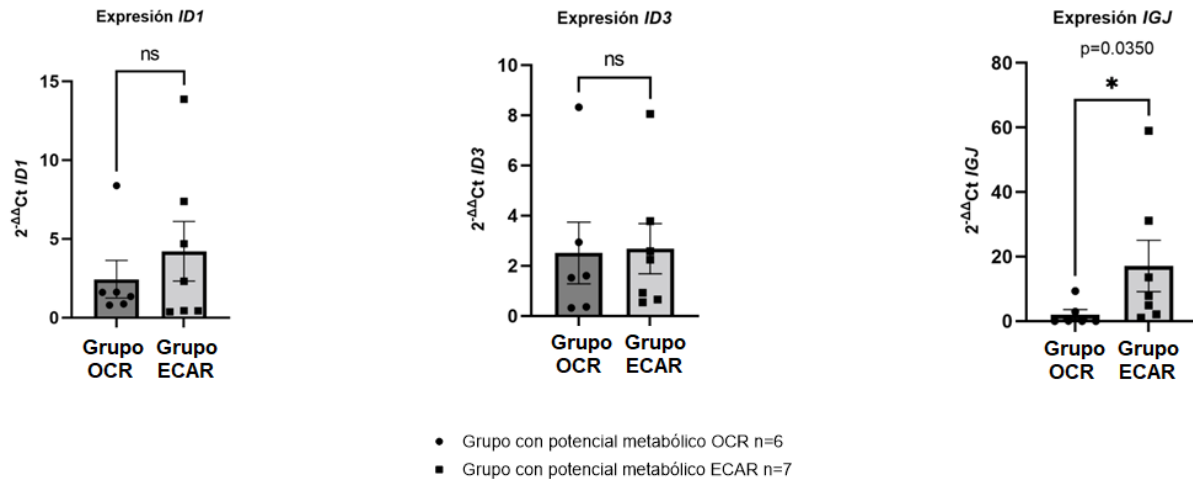 Expresión ID1
ns
15
10
5
0
2^-ΔΔCt ID1
Grupo OCR
Grupo ECAR
Expresión ID3
ns
10
8
6
4
2
0
2^-ΔΔCt ID3
Grupo OCR
Grupo ECAR
Expresión IGJ
p=0.0350
*
80
60
40
20
0
2^-ΔΔCt IGJ
Grupo OCR
Grupo ECAR
Grupo con potencial metabólico OCR n=6
Grupo con potencial metabólico ECAR n=7